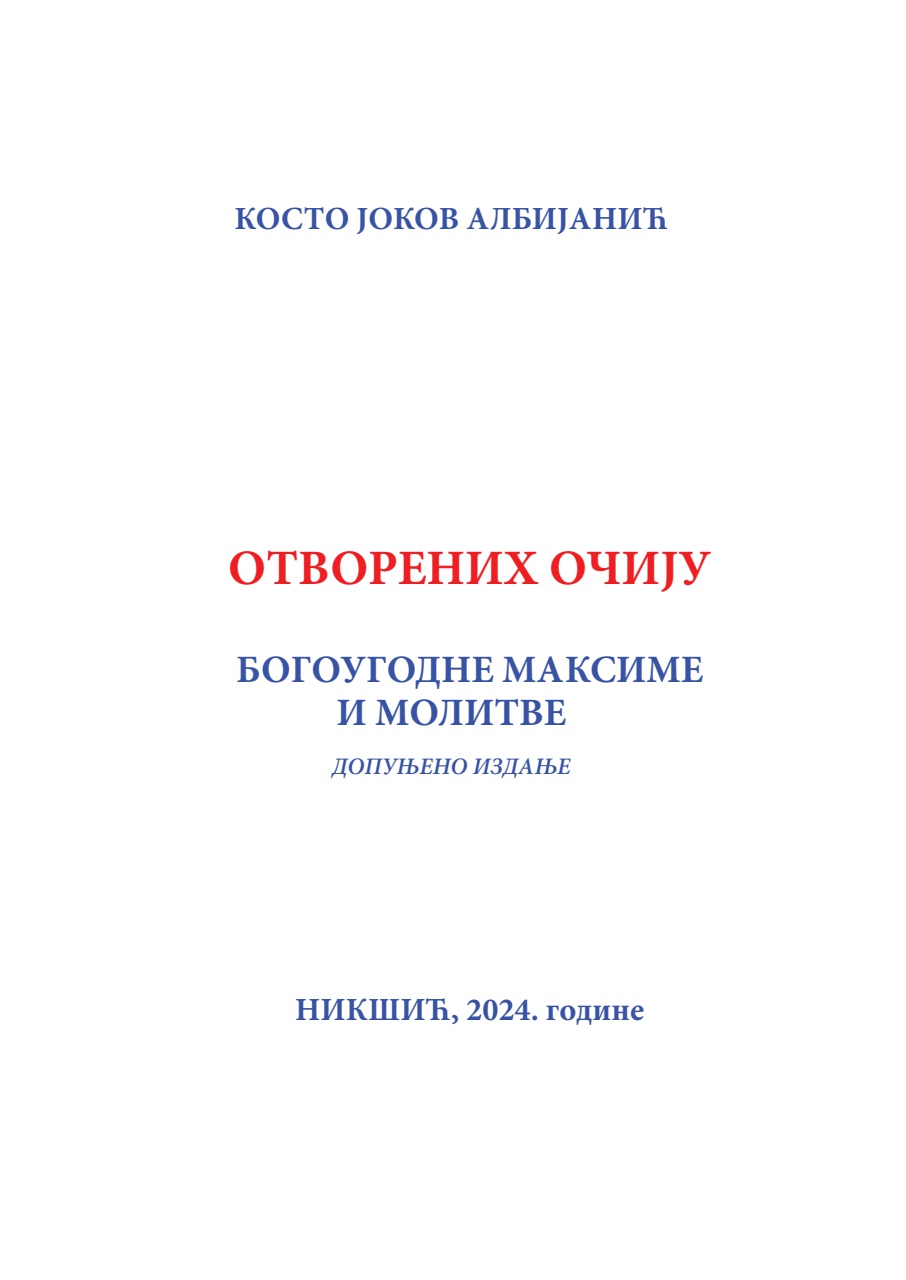 КОСТО ЈОКОВ АЛБИЈАНИЋ
ОТВОРЕНИХ ОЧИЈУ
БОГОУГОДНЕ МАКСИМЕ
И МОЛИТВЕ
ДОПУЊЕНО ИЗДАЊЕ
НИКШИЋ, 2024. године